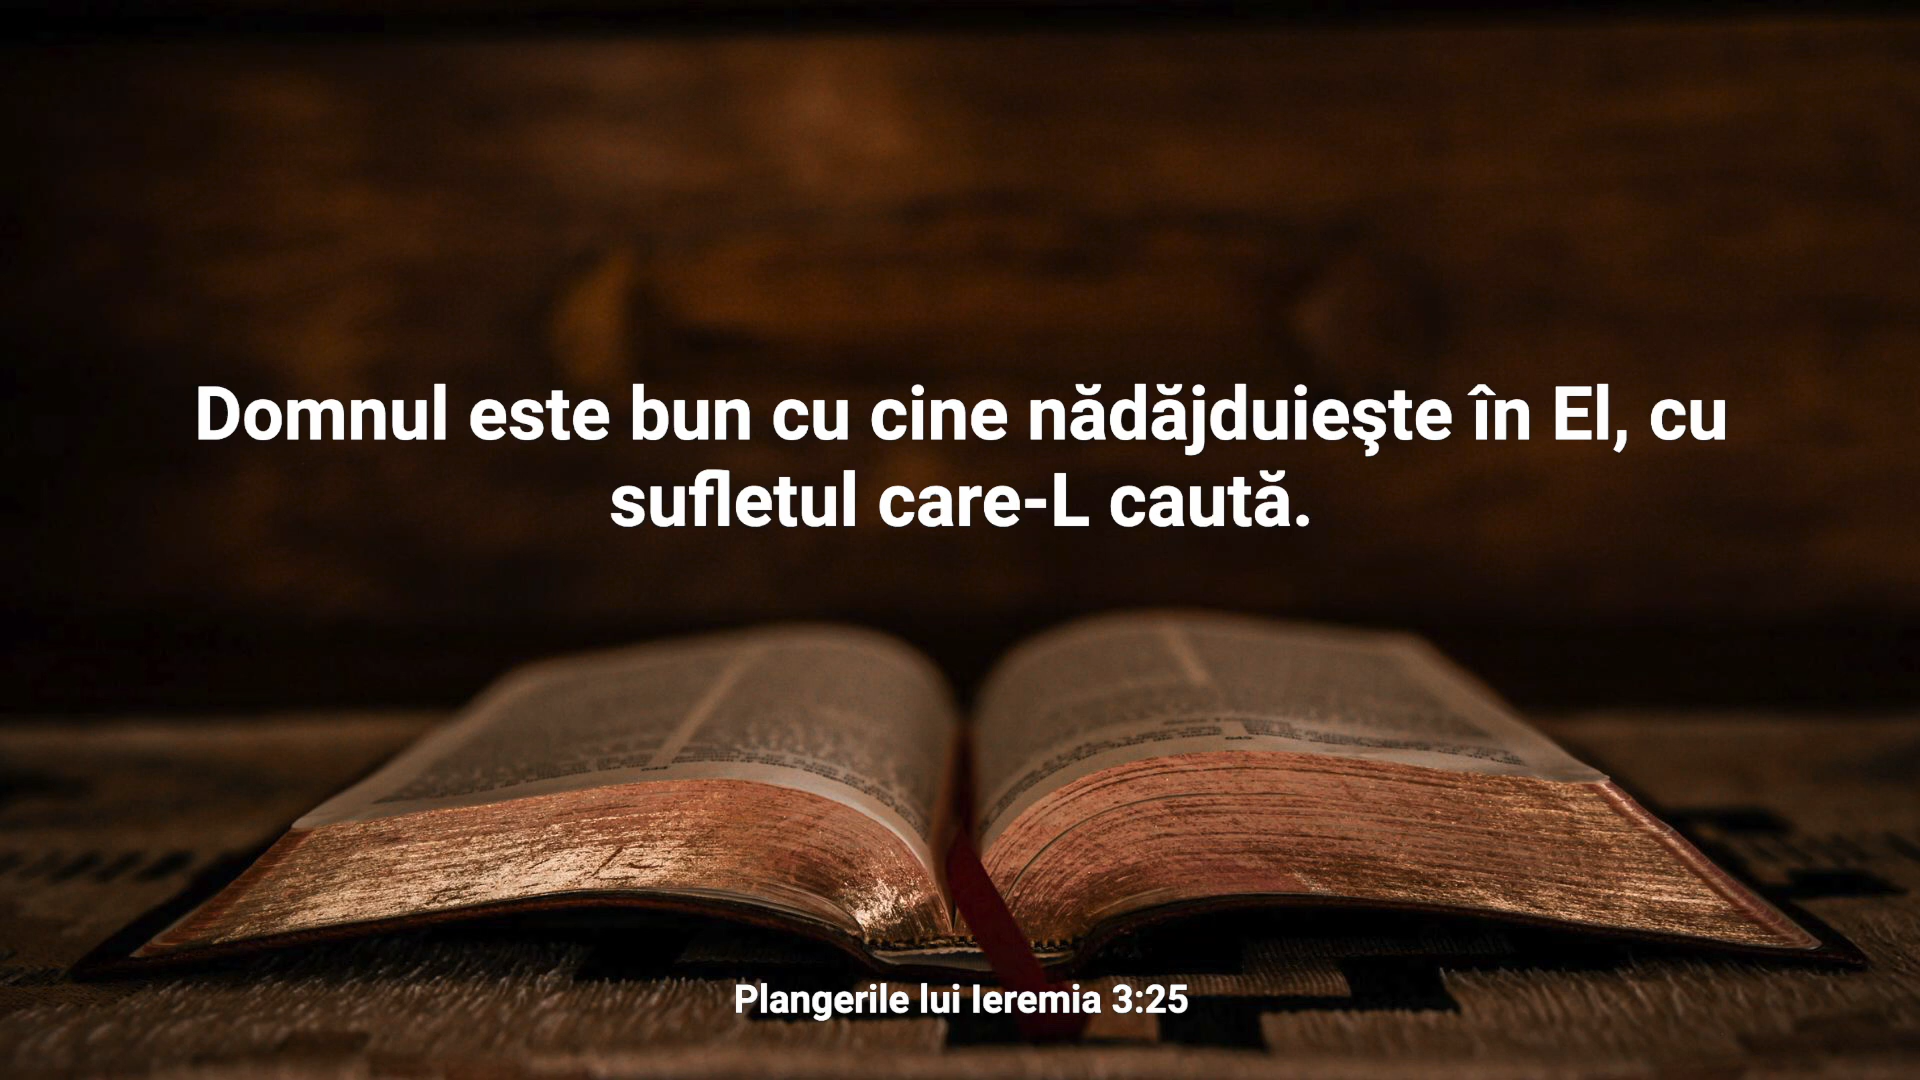 Domnul este bun cu cine nădăjduieşte în El, cu
sufletul care-L caută.
Plangerile lui Ieremia 3:25